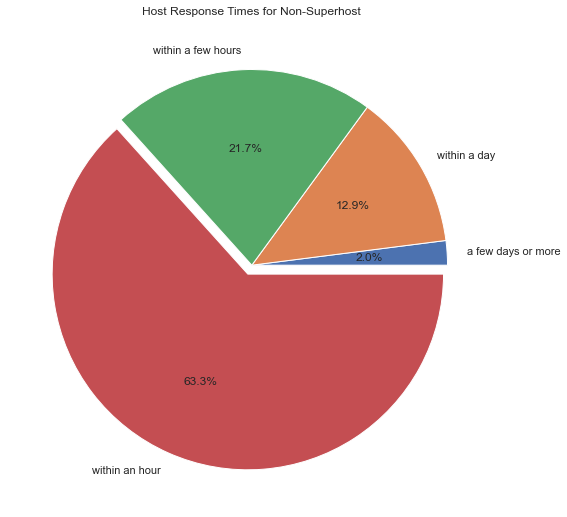 Host Response Times for Non-Superhost
within a few hours
21.7%
within a day
12.9%
a few days or more
2.0%
63.3%
within an hour